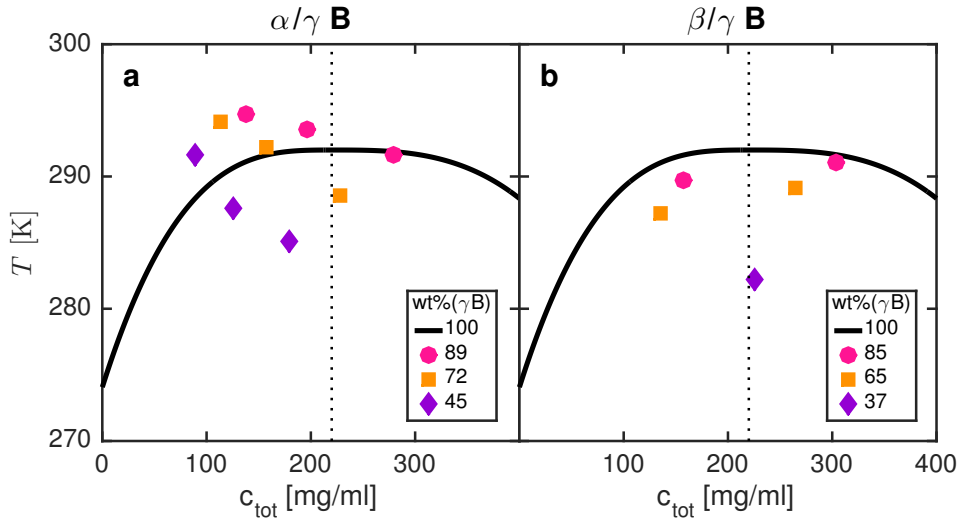 α/γ B
β/γ B
a
b
T [K]
300
290
280
270
wt%(γB)
100
89
72
45
wt%(γB)
100
85
65
37
0
100
200
300
100
200
300
400
c_tot [mg/ml]
c_tot [mg/ml]